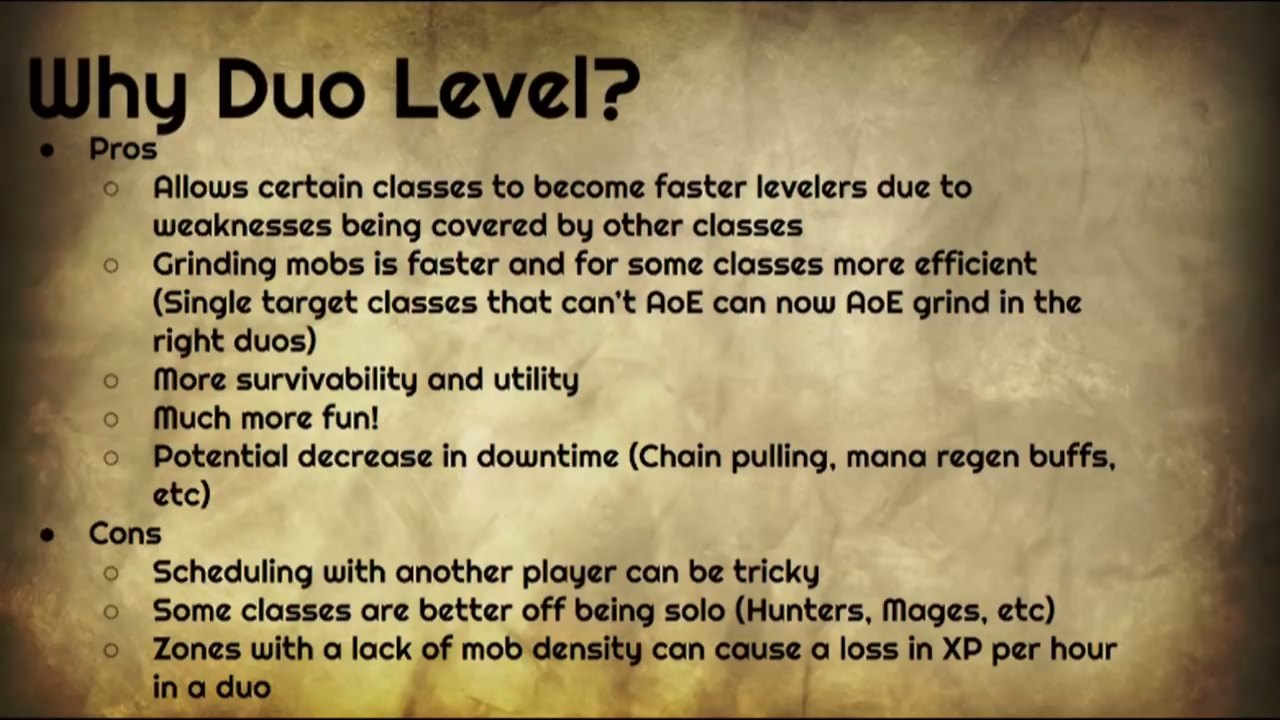 Why Duo Level?
● Pros
○ Allows certain classes to become faster levelers due to
weaknesses being covered by other classes
○ Grinding mobs is faster and for some classes more efficient
(Single target classes that can't AoE can now AoE grind in the
right duos)
○ More survivability and utility
○ Much more fun!
○ Potential decrease in downtime (Chain pulling, mana regen buffs,
etc)
● Cons
○ Scheduling with another player can be tricky
○ Some classes are better off being solo (Hunters, Mages, etc)
○ Zones with a lack of mob density can cause a loss in XP per hour
in a duo